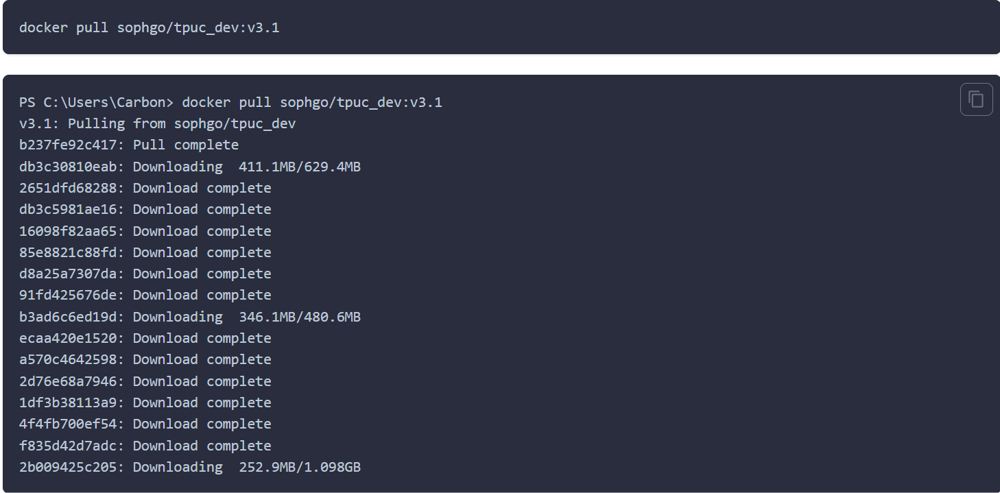 docker pull sophgo/tpuc_dev:v3.1
PS C:\Users\Carbon> docker pull sophgo/tpuc_dev:v3.1
v3.1: Pulling from sophgo/tpuc_dev
b237fe92c417: Pull complete
db3c30810eab: Downloading  411.1MB/629.4MB
2651dfd68288: Download complete
db3c5981ae16: Download complete
16098f82aa65: Download complete
85e8821c88fd: Download complete
d8a25a7307da: Download complete
91fd425676de: Download complete
b3ad6c6ed19d: Downloading  346.1MB/480.6MB
ecaa420e1520: Download complete
a570c4642598: Download complete
2d76e68a7946: Download complete
1df3b38113a9: Download complete
4f4fb700ef54: Download complete
f835d42d7adc: Download complete
2b009425c205: Downloading  252.9MB/1.098GB